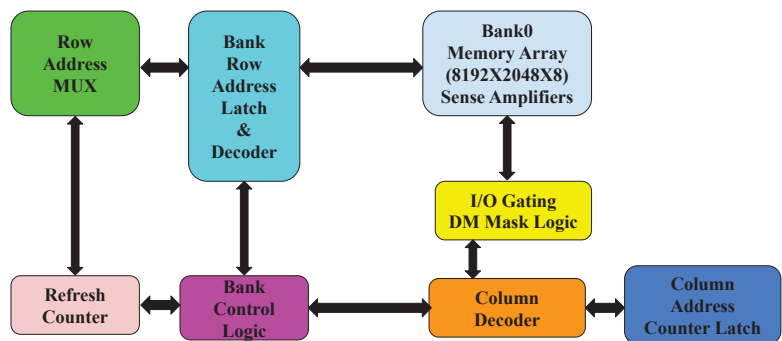 Row
Address
MUX
Bank
Row
Address
Latch
&
Decoder
Bank0
Memory Array
(8192X2048X8)
Sense Amplifiers
I/O Gating
DM Mask Logic
Refresh
Counter
Bank
Control
Logic
Column
Decoder
Column
Address
Counter Latch